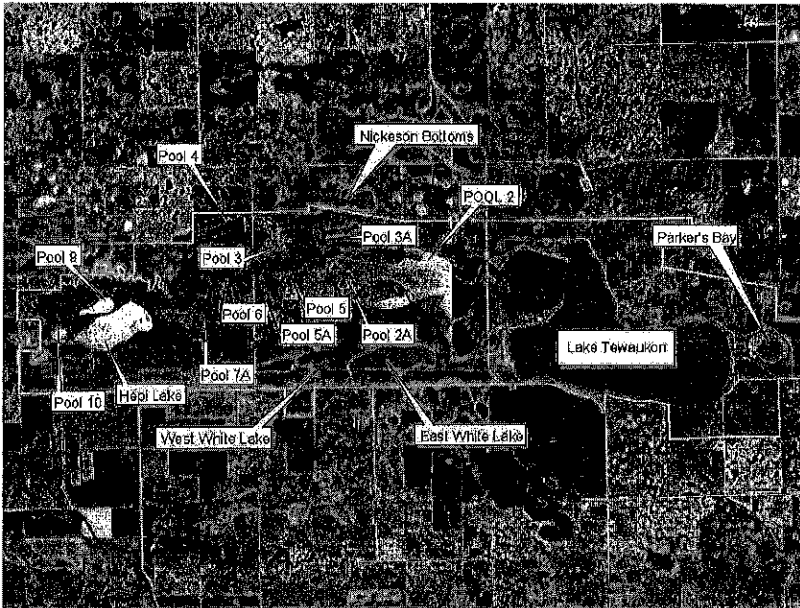 Nickeson Bottoms
Pool 4
POOL 2
Pool 3A
Parker's Bay
Pool 3
Pool 8
Pool 5
Pool 6
Pool 5A
Pool 2A
Lake Tewaukon
Pool 7A
Hepi Lake
Pool 10
West White Lake
East White Lake